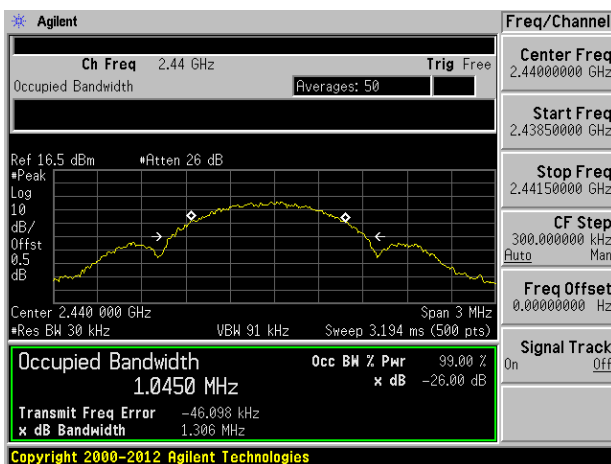 Agilent
Freq/Channel
Ch Freq 2.44 GHz Trig Free
Occupied Bandwidth Averages: 50
Ref 16.5 dBm #Atten 26 dB
#Peak
Log
10
dB/
Offst
0.5
dB
Center 2.440 000 GHz Span 3 MHz
#Res BW 30 kHz VBW 91 kHz Sweep 3.194 ms (500 pts)
Occupied Bandwidth Occ BW % Pwr 99.00 %
1.0450 MHz x dB -26.00 dB
Transmit Freq Error -46.098 kHz
x dB Bandwidth 1.306 MHz
Copyright 2000-2012 Agilent Technologies
Center Freq
2.44000000 GHz
Start Freq
2.43850000 GHz
Stop Freq
2.44150000 GHz
CF Step
300.000000 kHz
Auto Man
Freq Offset
0.00000000 Hz
Signal Track
On Off